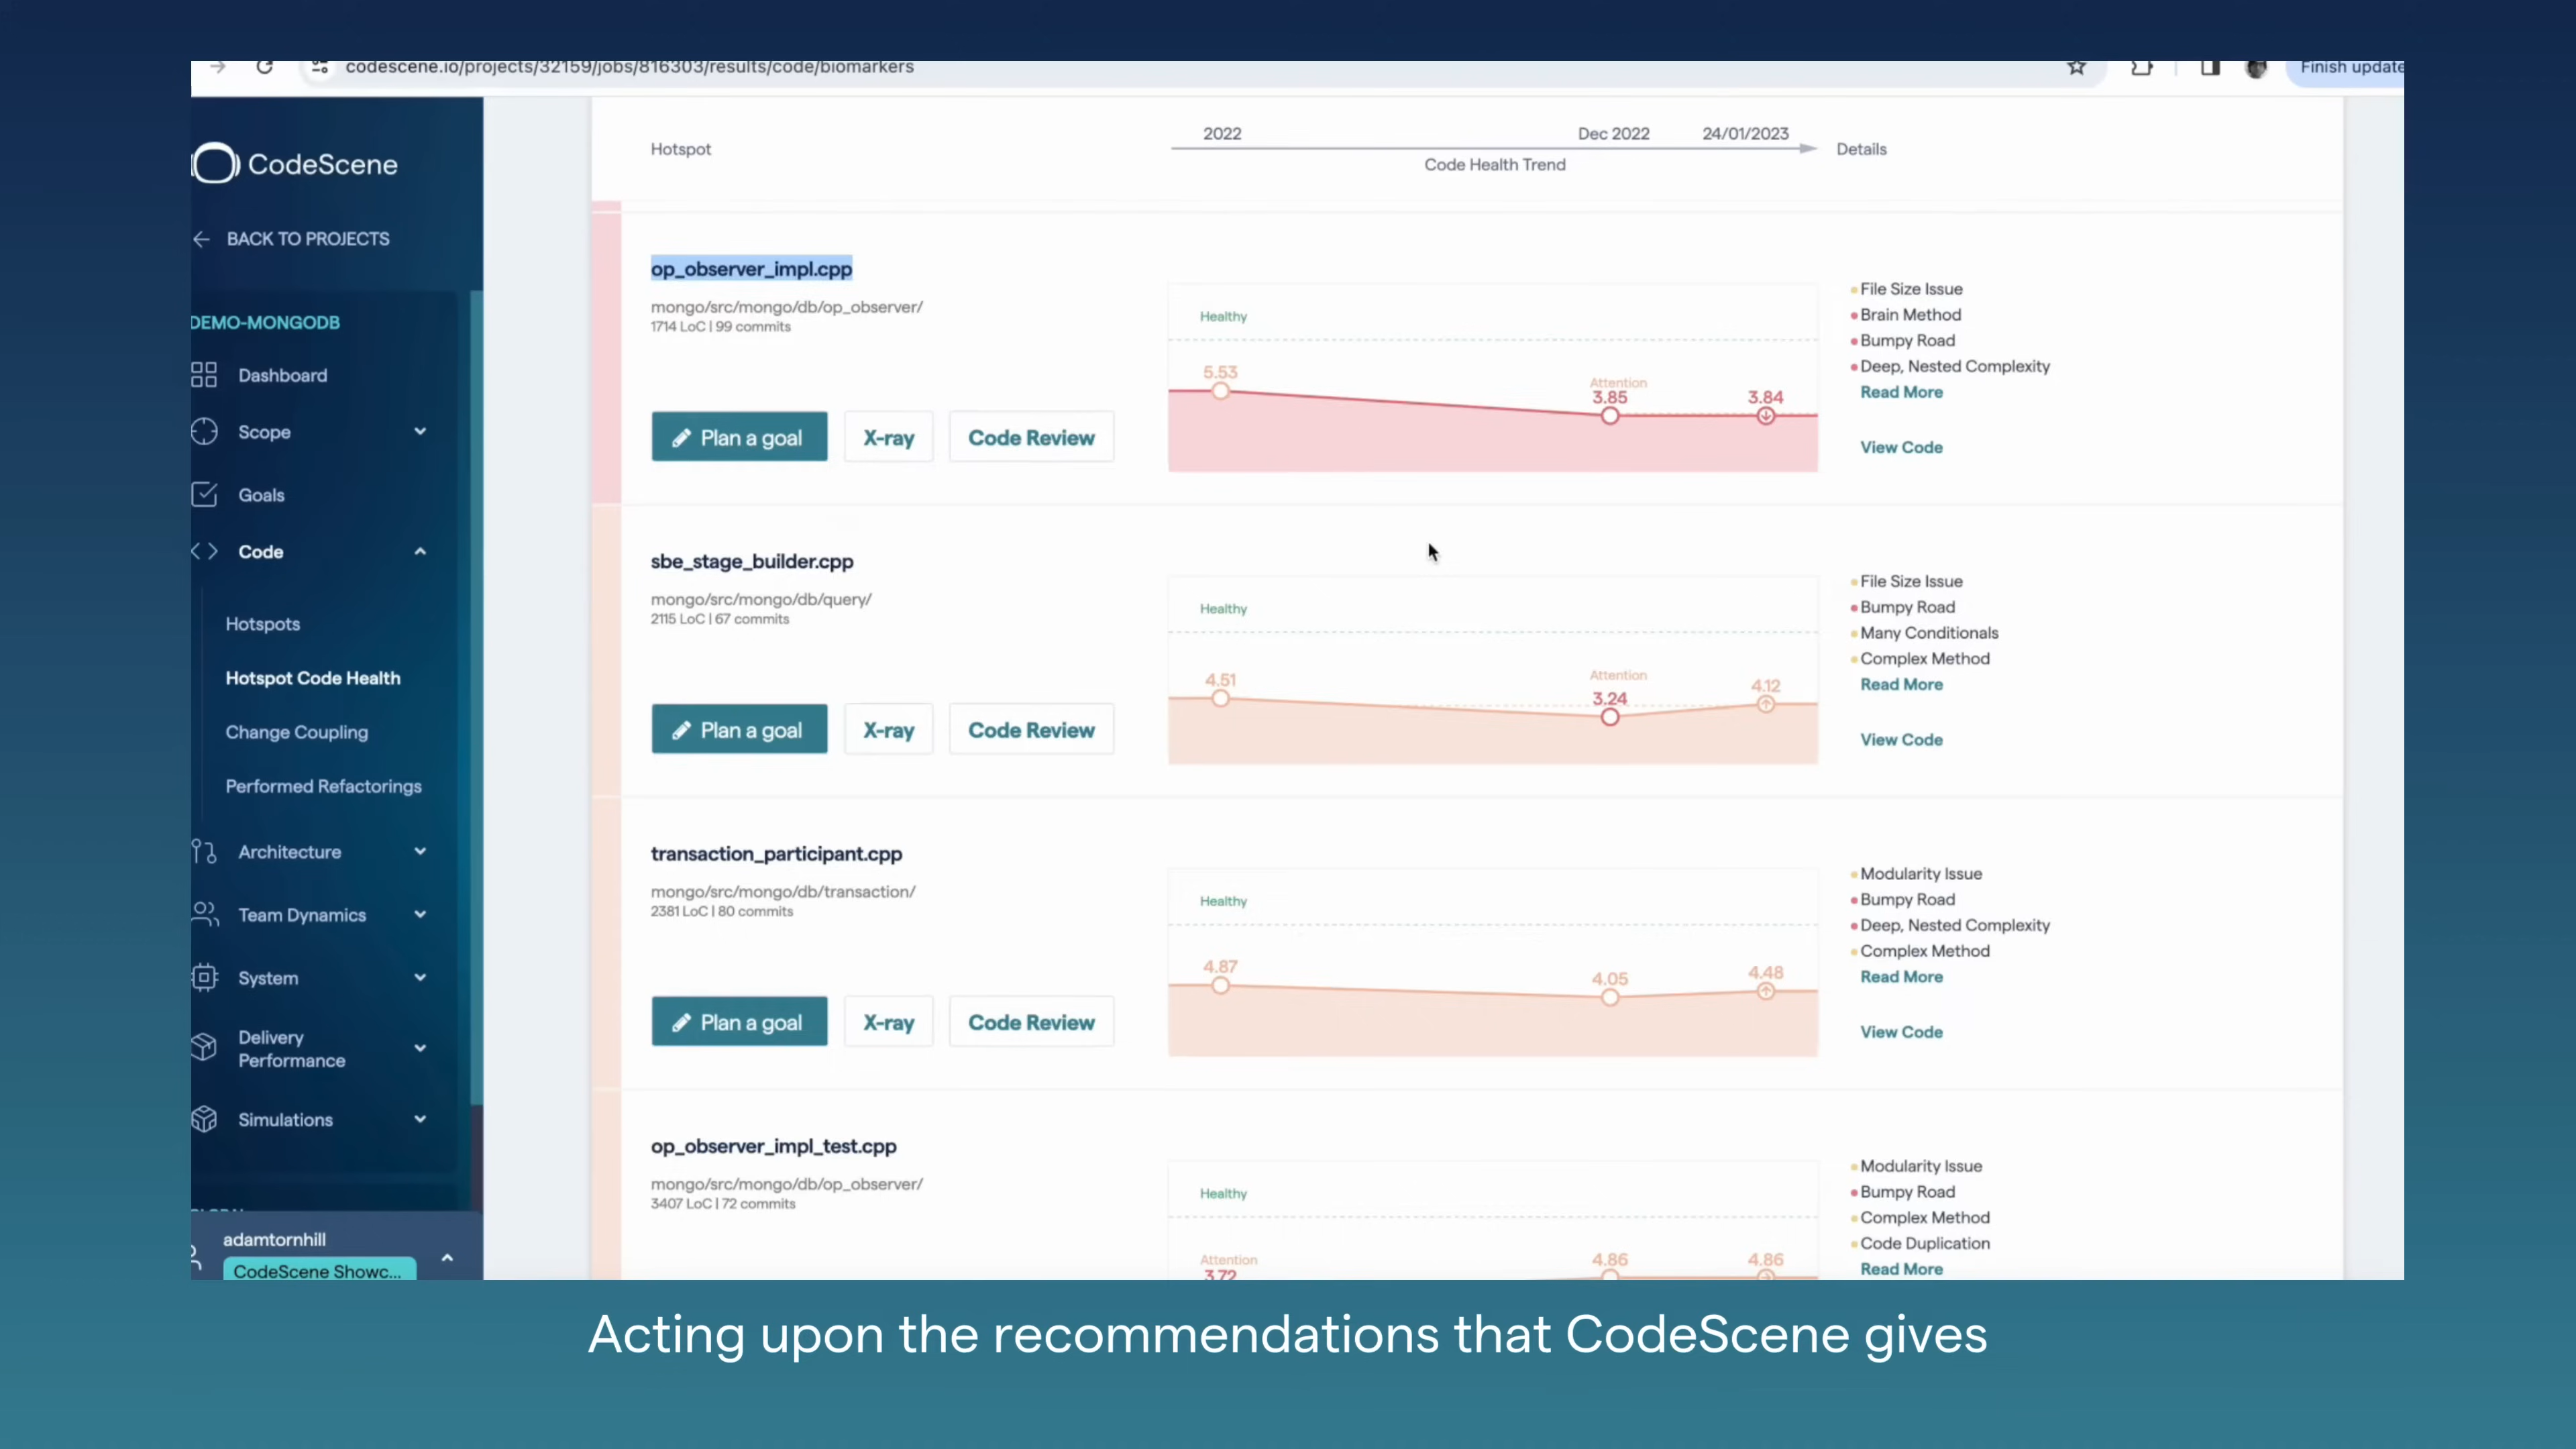 codescene.io/projects/32159/jobs/816303/results/code/biomarkers
Finish update
CodeScene
BACK TO PROJECTS
DEMO-MONGODB
Dashboard
Scope
Goals
Code
Hotspots
Hotspot Code Health
Change Coupling
Performed Refactorings
Architecture
Team Dynamics
System
Delivery
Performance
Simulations
adamtornhill
CodeScene Showc...
Hotspot
2022
Dec 2022
24/01/2023
Code Health Trend
Details
op_observer_impl.cpp
mongo/src/mongo/db/op_observer/
1714 LoC | 99 commits
Plan a goal
X-ray
Code Review
Healthy
5.53
Attention
3.85
3.84
File Size Issue
Brain Method
Bumpy Road
Deep, Nested Complexity
Read More
View Code
sbe_stage_builder.cpp
mongo/src/mongo/db/query/
2115 LoC | 67 commits
Plan a goal
X-ray
Code Review
Healthy
4.51
Attention
3.24
4.12
File Size Issue
Bumpy Road
Many Conditionals
Complex Method
Read More
View Code
transaction_participant.cpp
mongo/src/mongo/db/transaction/
2381 LoC | 80 commits
Plan a goal
X-ray
Code Review
Healthy
4.87
4.05
4.48
Modularity Issue
Bumpy Road
Deep, Nested Complexity
Complex Method
Read More
View Code
op_observer_impl_test.cpp
mongo/src/mongo/db/op_observer/
3407 LoC | 72 commits
Healthy
Attention
3.72
4.86
4.86
Modularity Issue
Bumpy Road
Complex Method
Code Duplication
Read More
Acting upon the recommendations that CodeScene gives